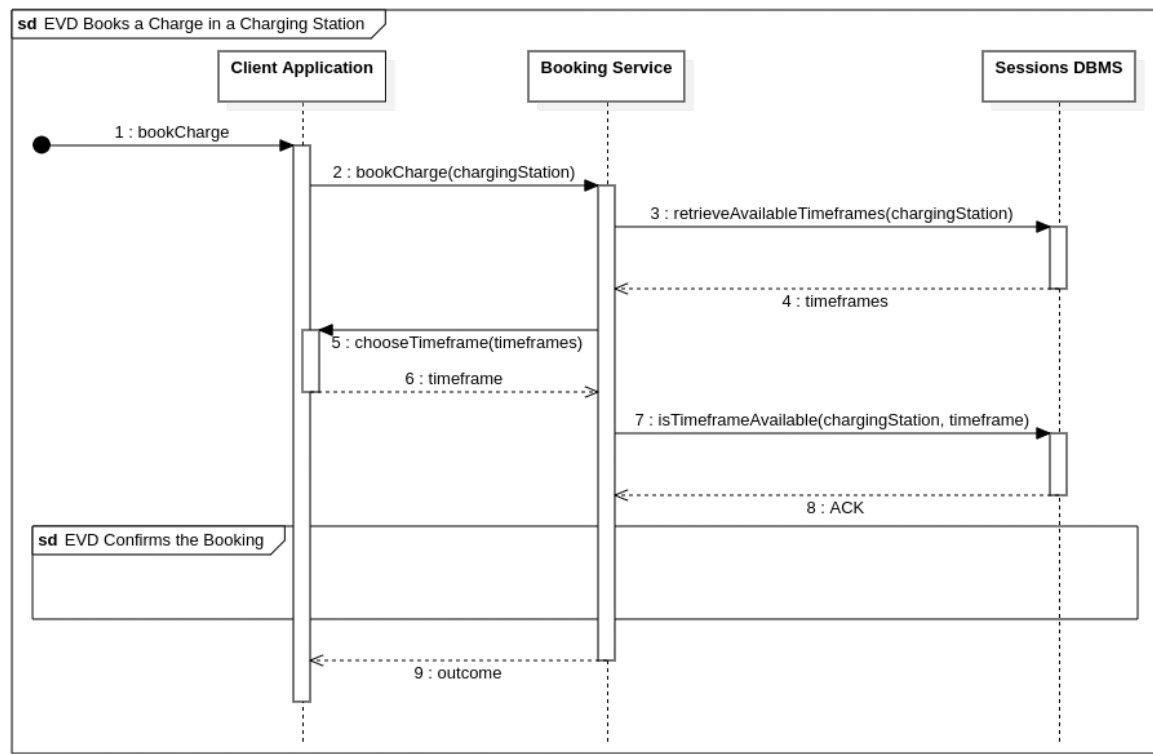 sd EVD Books a Charge in a Charging Station
Client Application
Booking Service
Sessions DBMS
1 : bookCharge
2 : bookCharge(chargingStation)
3 : retrieveAvailableTimeframes(chargingStation)
4 : timeframes
5 : chooseTimeframe(timeframes)
6 : timeframe
7 : isTimeframeAvailable(chargingStation, timeframe)
8 : ACK
sd EVD Confirms the Booking
9 : outcome